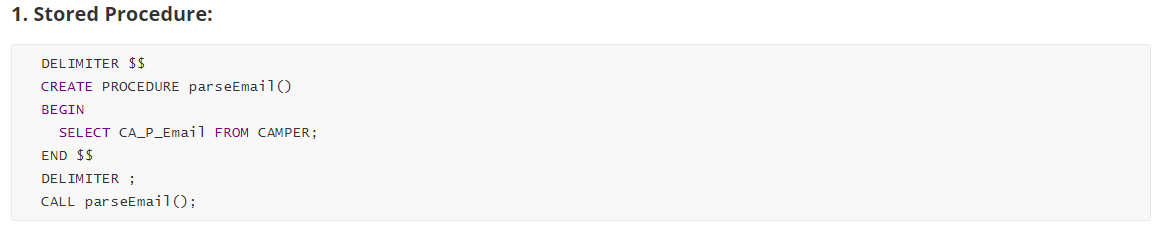 1. Stored Procedure:
DELIMITER $$
CREATE PROCEDURE parseEmail()
BEGIN
SELECT CA_P_Email FROM CAMPER;
END $$
DELIMITER ;
CALL parseEmail();